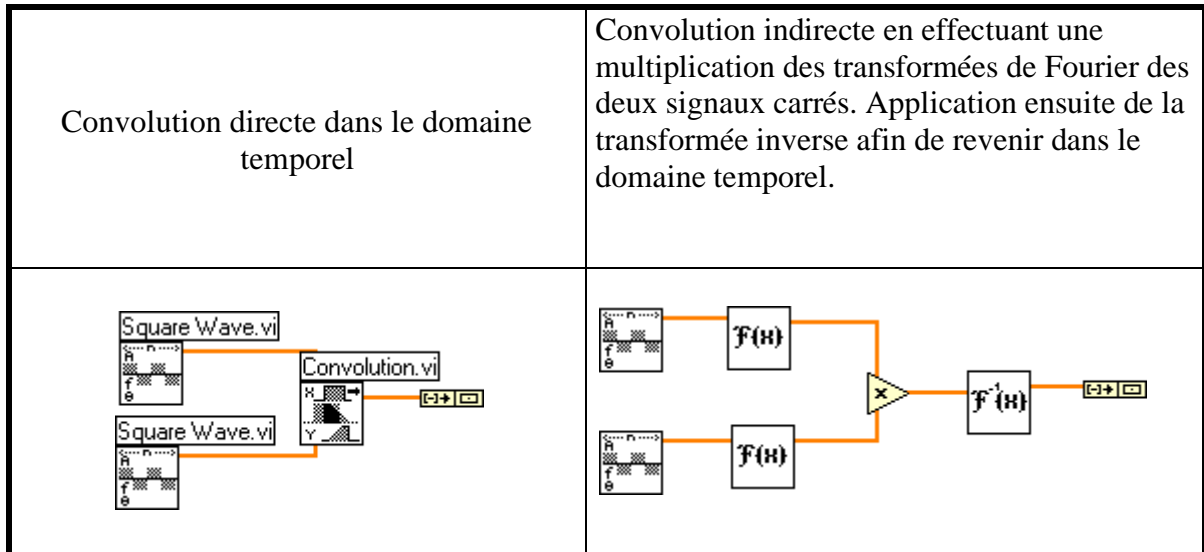 Convolution directe dans le domaine
temporel
Convolution indirecte en effectuant une
multiplication des transformées de Fourier des
deux signaux carrés. Application ensuite de la
transformée inverse afin de revenir dans le
domaine temporel.
Square Wave.vi
A
n
f
θ
Convolution.vi
X
Y
Square Wave.vi
A
n
f
θ
A
n
f
θ
F(x)
x
F⁻¹(x)
A
n
f
θ
F(x)